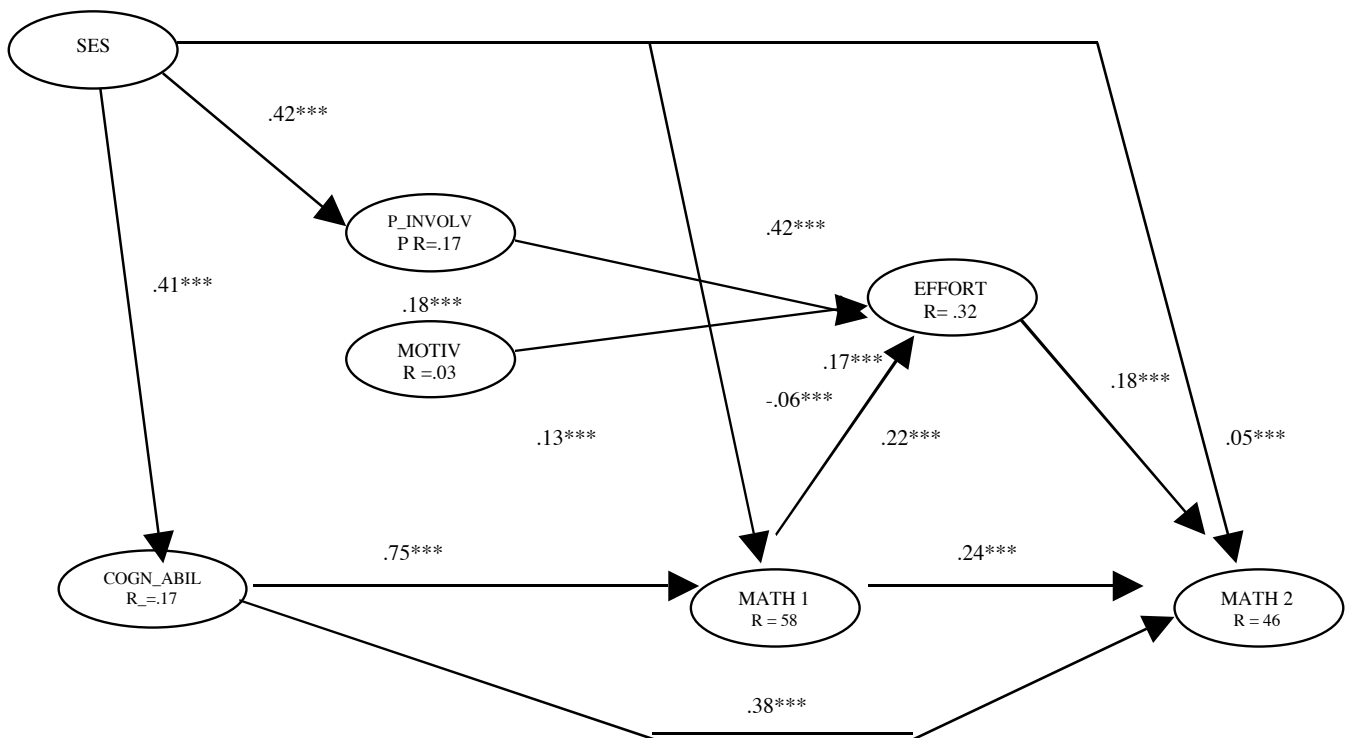 SES
.42***
P_INVOLV
P R=.17
.42***
.41***
EFFORT
R= .32
.18***
MOTIV
R =.03
.17***
-.06***
.18***
.13***
.22***
.05***
.75***
.24***
COGN_ABIL
R_=.17
MATH 1
R = 58
MATH 2
R = 46
.38***